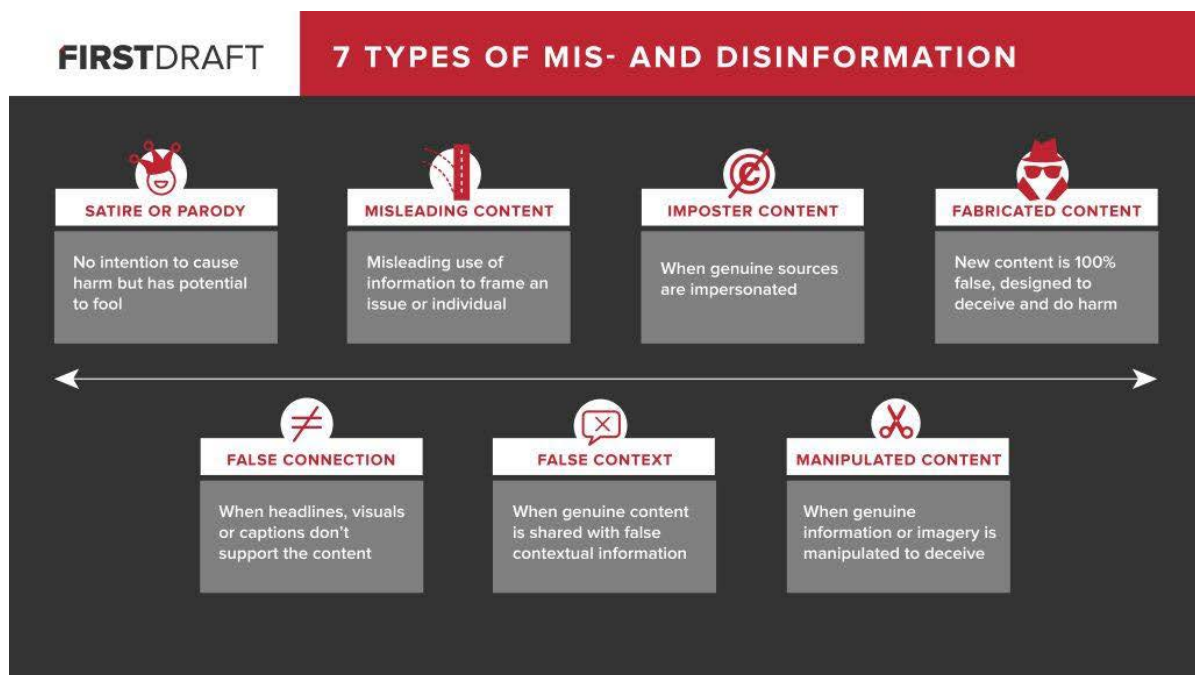 FIRSTDRAFT
7 TYPES OF MIS- AND DISINFORMATION
SATIRE OR PARODY
No intention to cause
harm but has potential
to fool
MISLEADING CONTENT
Misleading use of
information to frame an
issue or individual
IMPOSTER CONTENT
When genuine sources
are impersonated
FABRICATED CONTENT
New content is 100%
false, designed to
deceive and do harm
FALSE CONNECTION
When headlines, visuals
or captions don’t
support the content
FALSE CONTEXT
When genuine content
is shared with false
contextual information
MANIPULATED CONTENT
When genuine
information or imagery is
manipulated to deceive